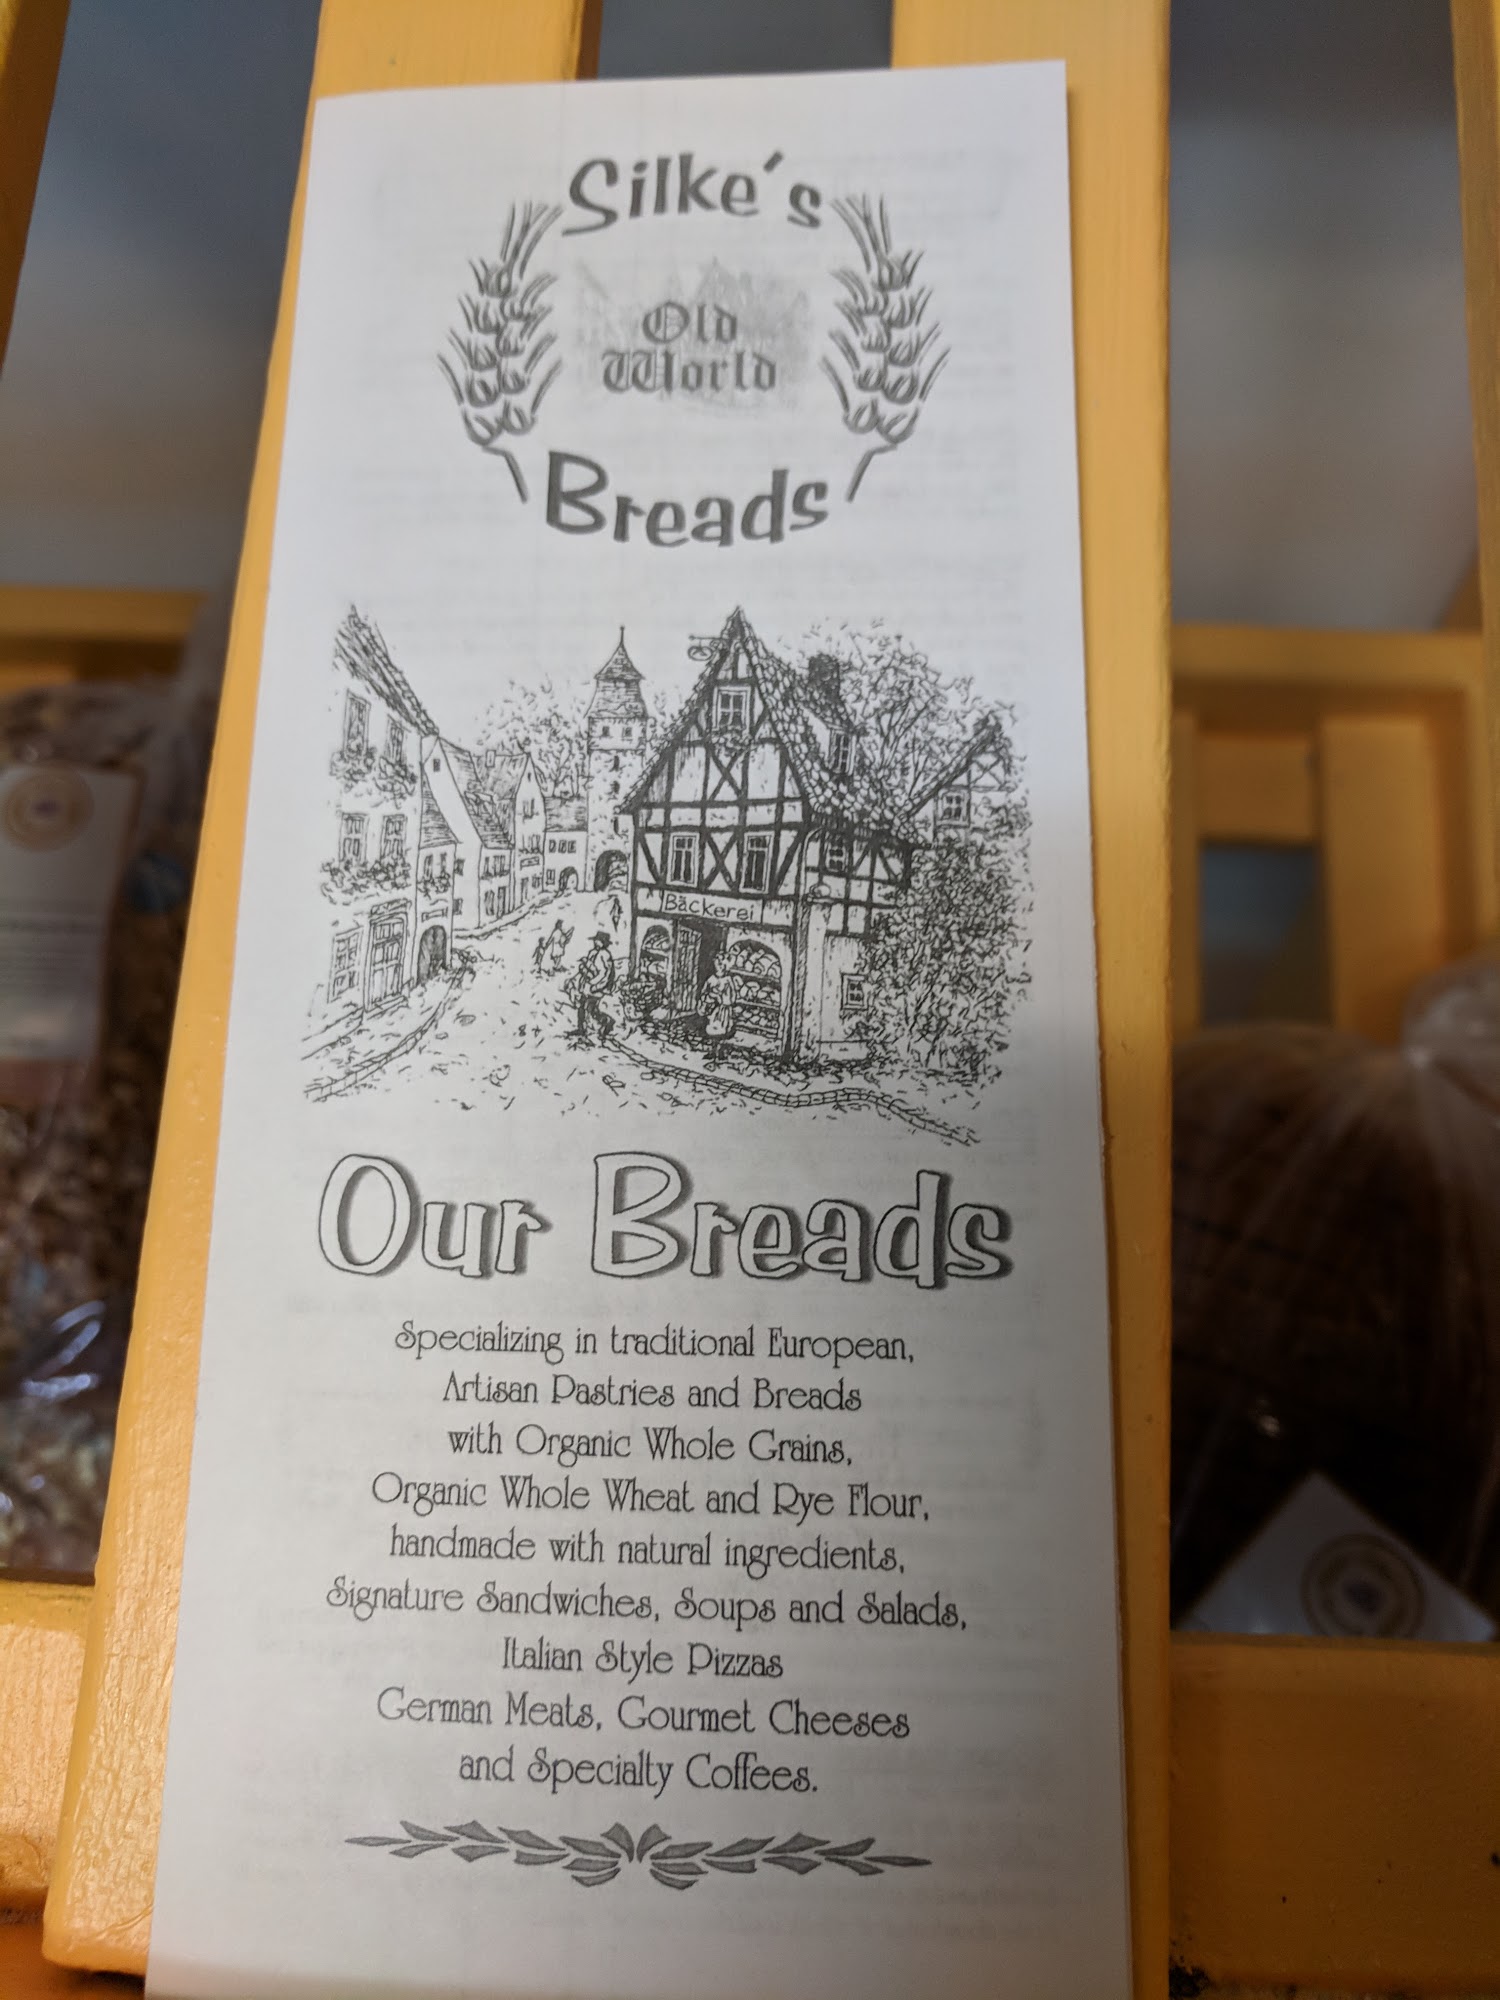 Silke's
Old
World
Breads
Bäckerei
Our Breads
Specializing in traditional European,
Artisan Pastries and Breads
with Organic Whole Grains,
Organic Whole Wheat and Rye Flour,
handmade with natural ingredients,
Signature Sandwiches, Soups and Salads,
Italian Style Pizzas
German Meats, Gourmet Cheeses
and Specialty Coffees.